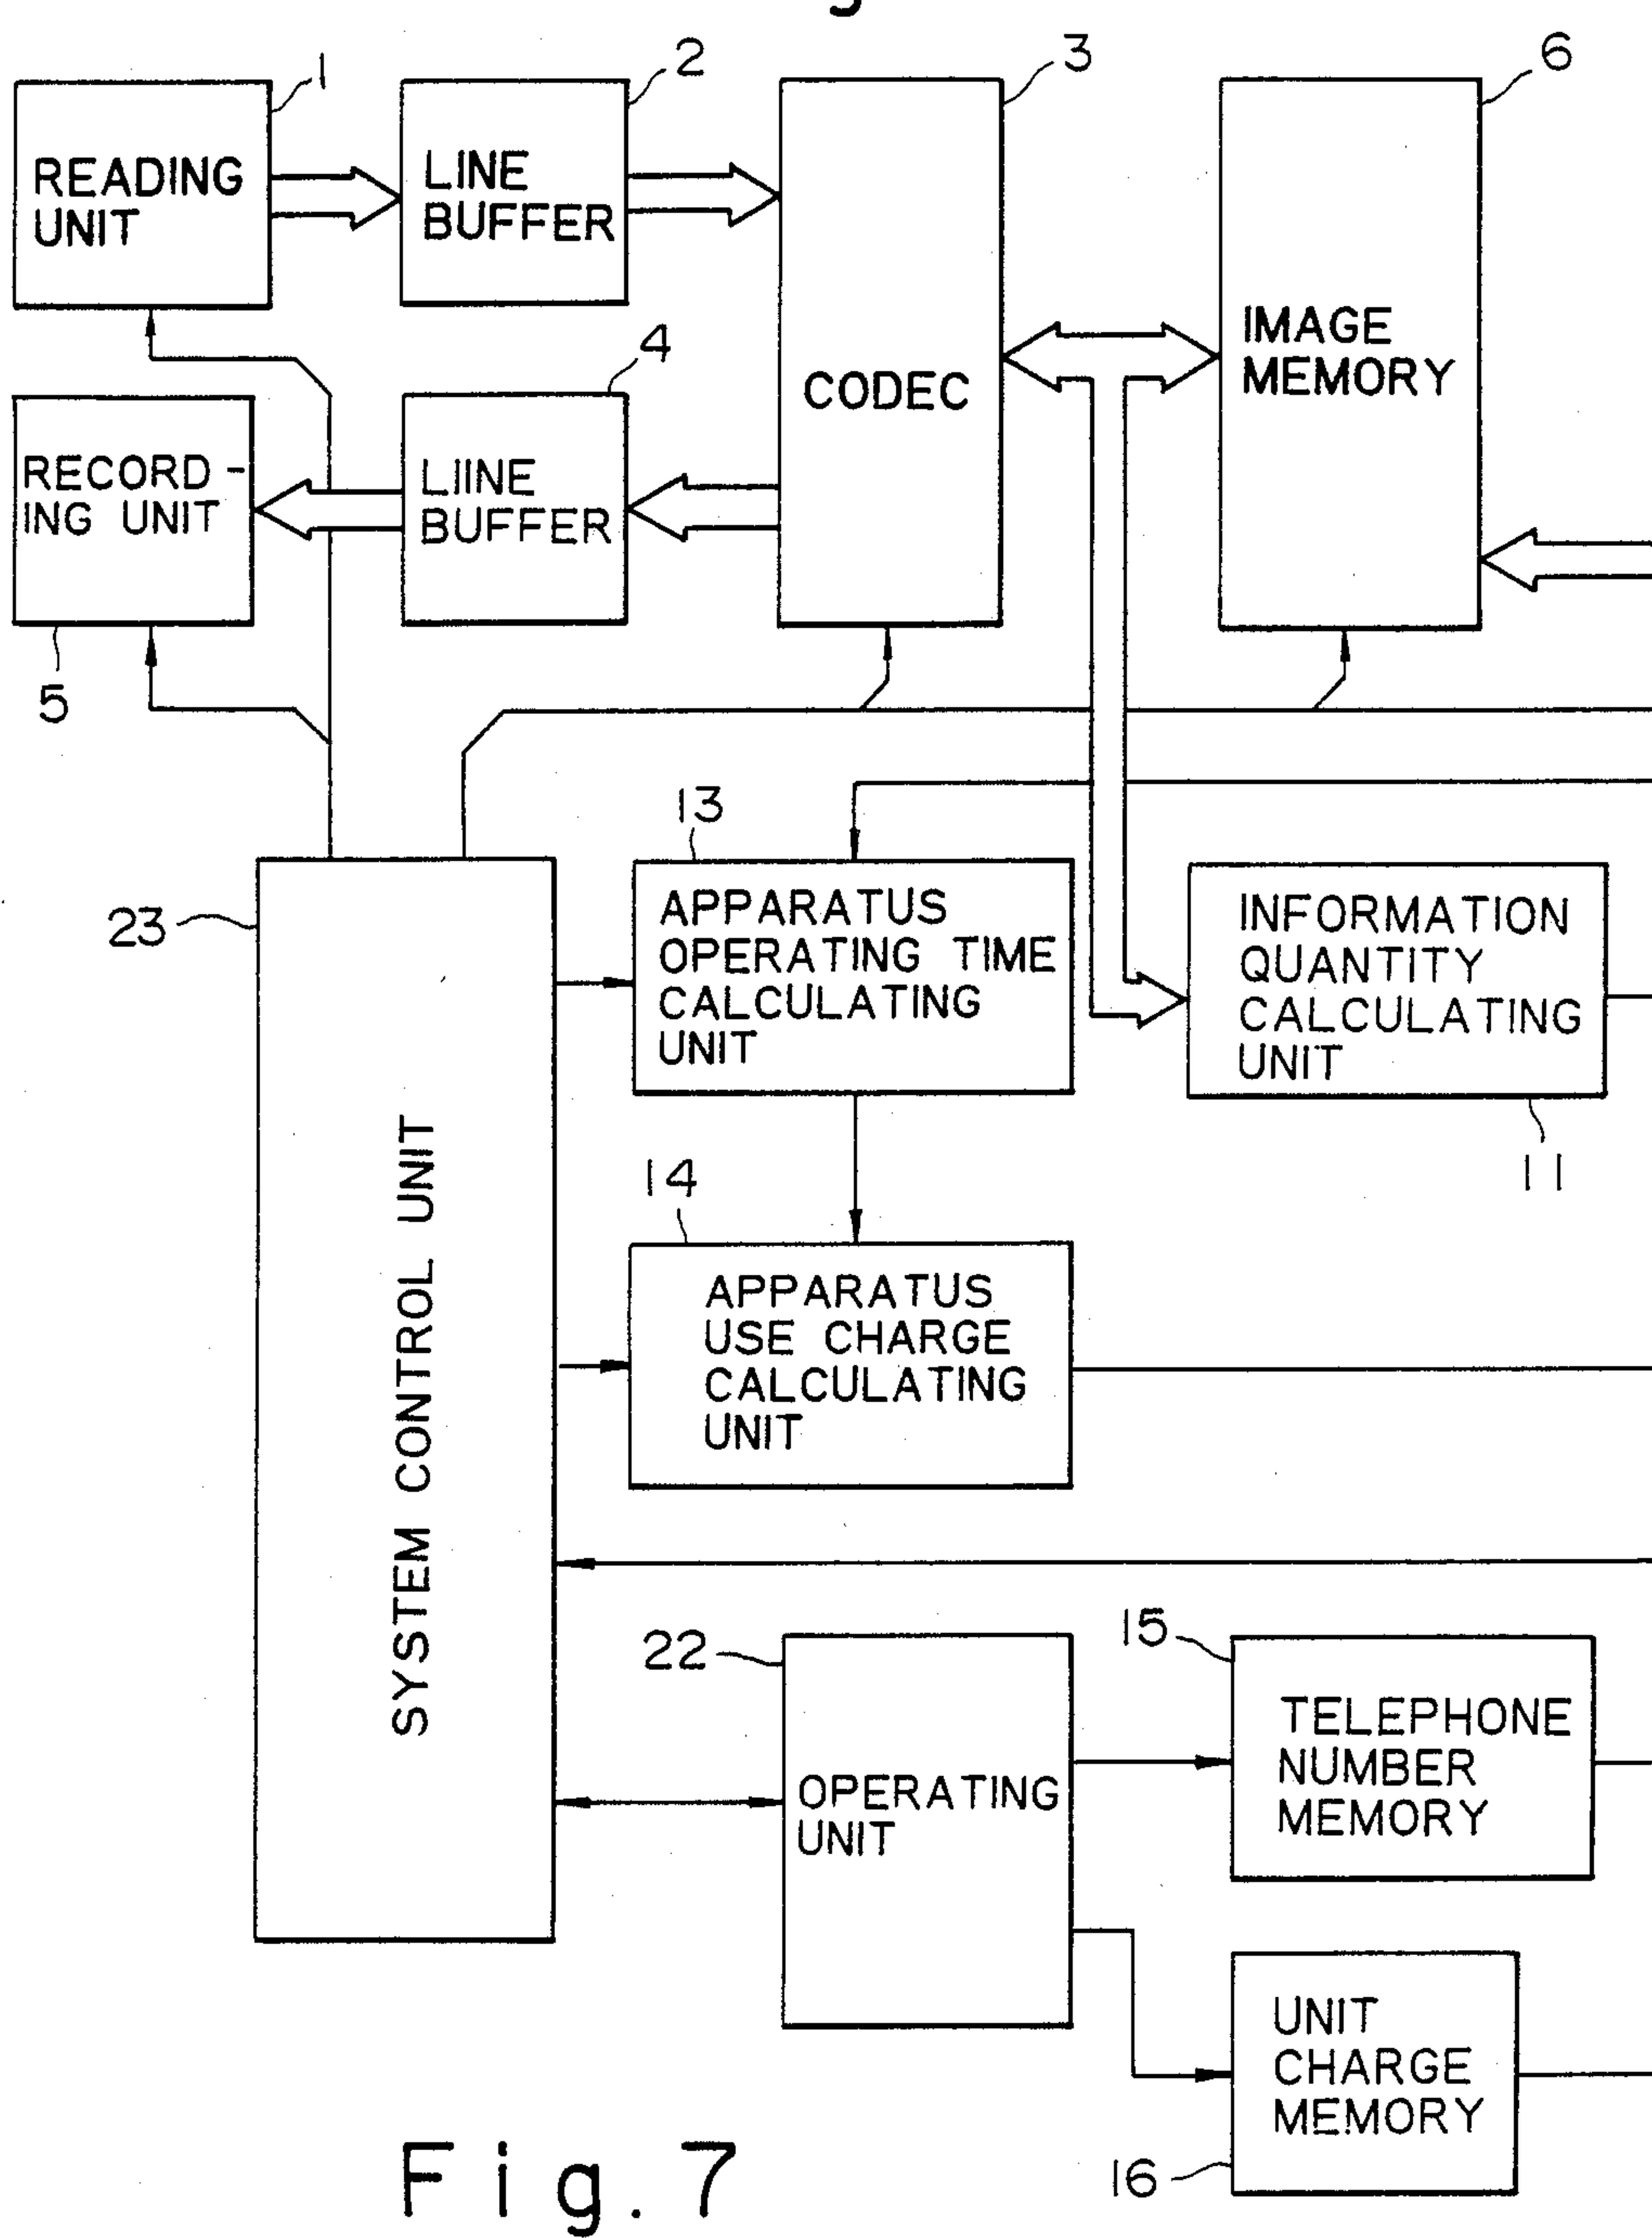 1
2
3
6
READING
UNIT
LINE
BUFFER
CODEC
IMAGE
MEMORY
4
RECORD-
ING UNIT
LIINE
BUFFER
5
13
23
APPARATUS
OPERATING TIME
CALCULATING
UNIT
INFORMATION
QUANTITY
CALCULATING
UNIT
11
SYSTEM CONTROL UNIT
14
APPARATUS
USE CHARGE
CALCULATING
UNIT
22
15
OPERATING
UNIT
TELEPHONE
NUMBER
MEMORY
UNIT
CHARGE
MEMORY
16
Fig. 7